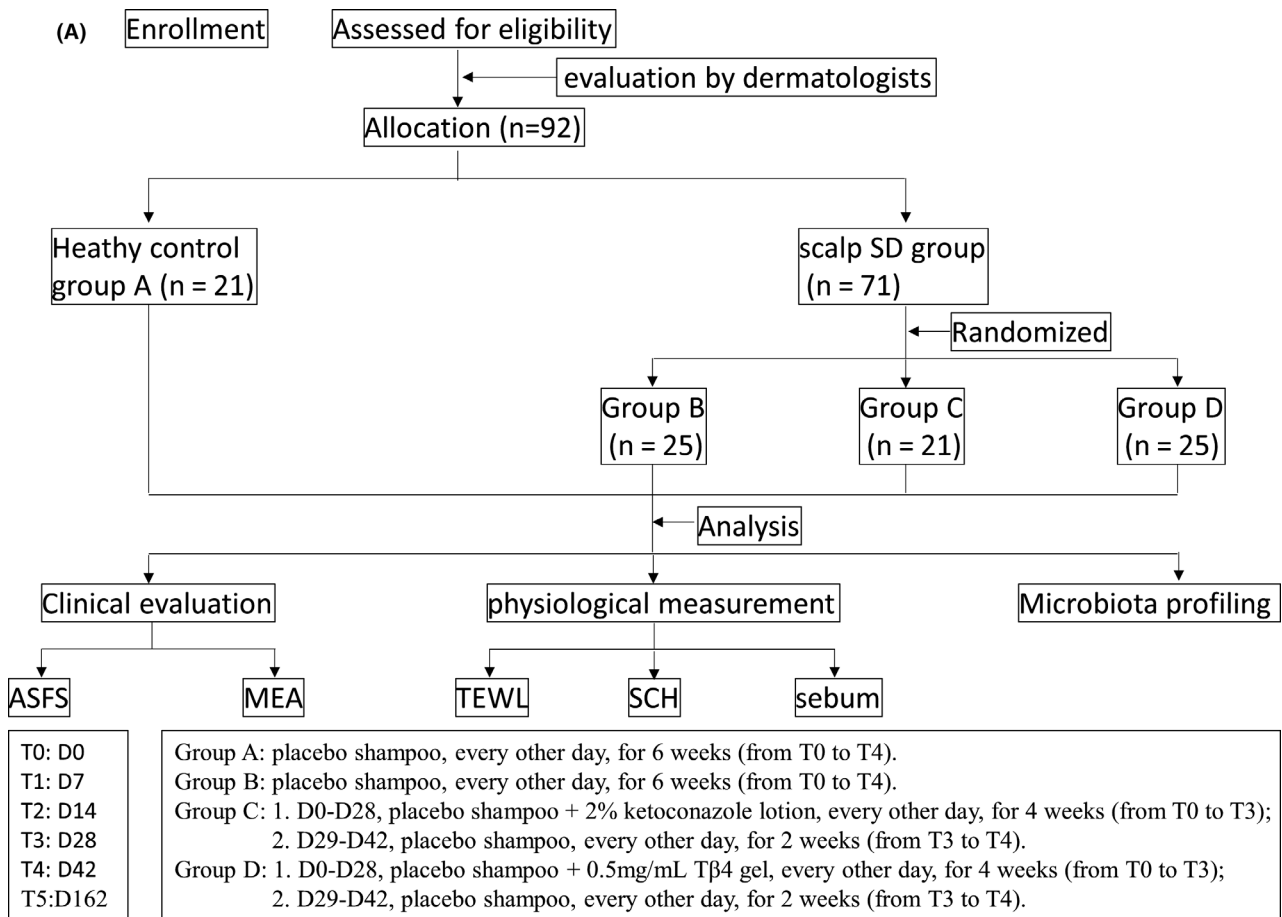 (A)
Enrollment
Assessed for eligibility
evaluation by dermatologists
Allocation (n=92)
Heathy control
group A (n = 21)
scalp SD group
(n = 71)
Randomized
Group B
(n = 25)
Group C
(n = 21)
Group D
(n = 25)
Analysis
Clinical evaluation
physiological measurement
Microbiota profiling
ASFS
MEA
TEWL
SCH
sebum
T0: D0
T1: D7
T2: D14
T3: D28
T4: D42
T5:D162
Group A: placebo shampoo, every other day, for 6 weeks (from T0 to T4).
Group B: placebo shampoo, every other day, for 6 weeks (from T0 to T4).
Group C: 1. D0-D28, placebo shampoo + 2% ketoconazole lotion, every other day, for 4 weeks (from T0 to T3);
2. D29-D42, placebo shampoo, every other day, for 2 weeks (from T3 to T4).
Group D: 1. D0-D28, placebo shampoo + 0.5mg/mL Tβ4 gel, every other day, for 4 weeks (from T0 to T3);
2. D29-D42, placebo shampoo, every other day, for 2 weeks (from T3 to T4).